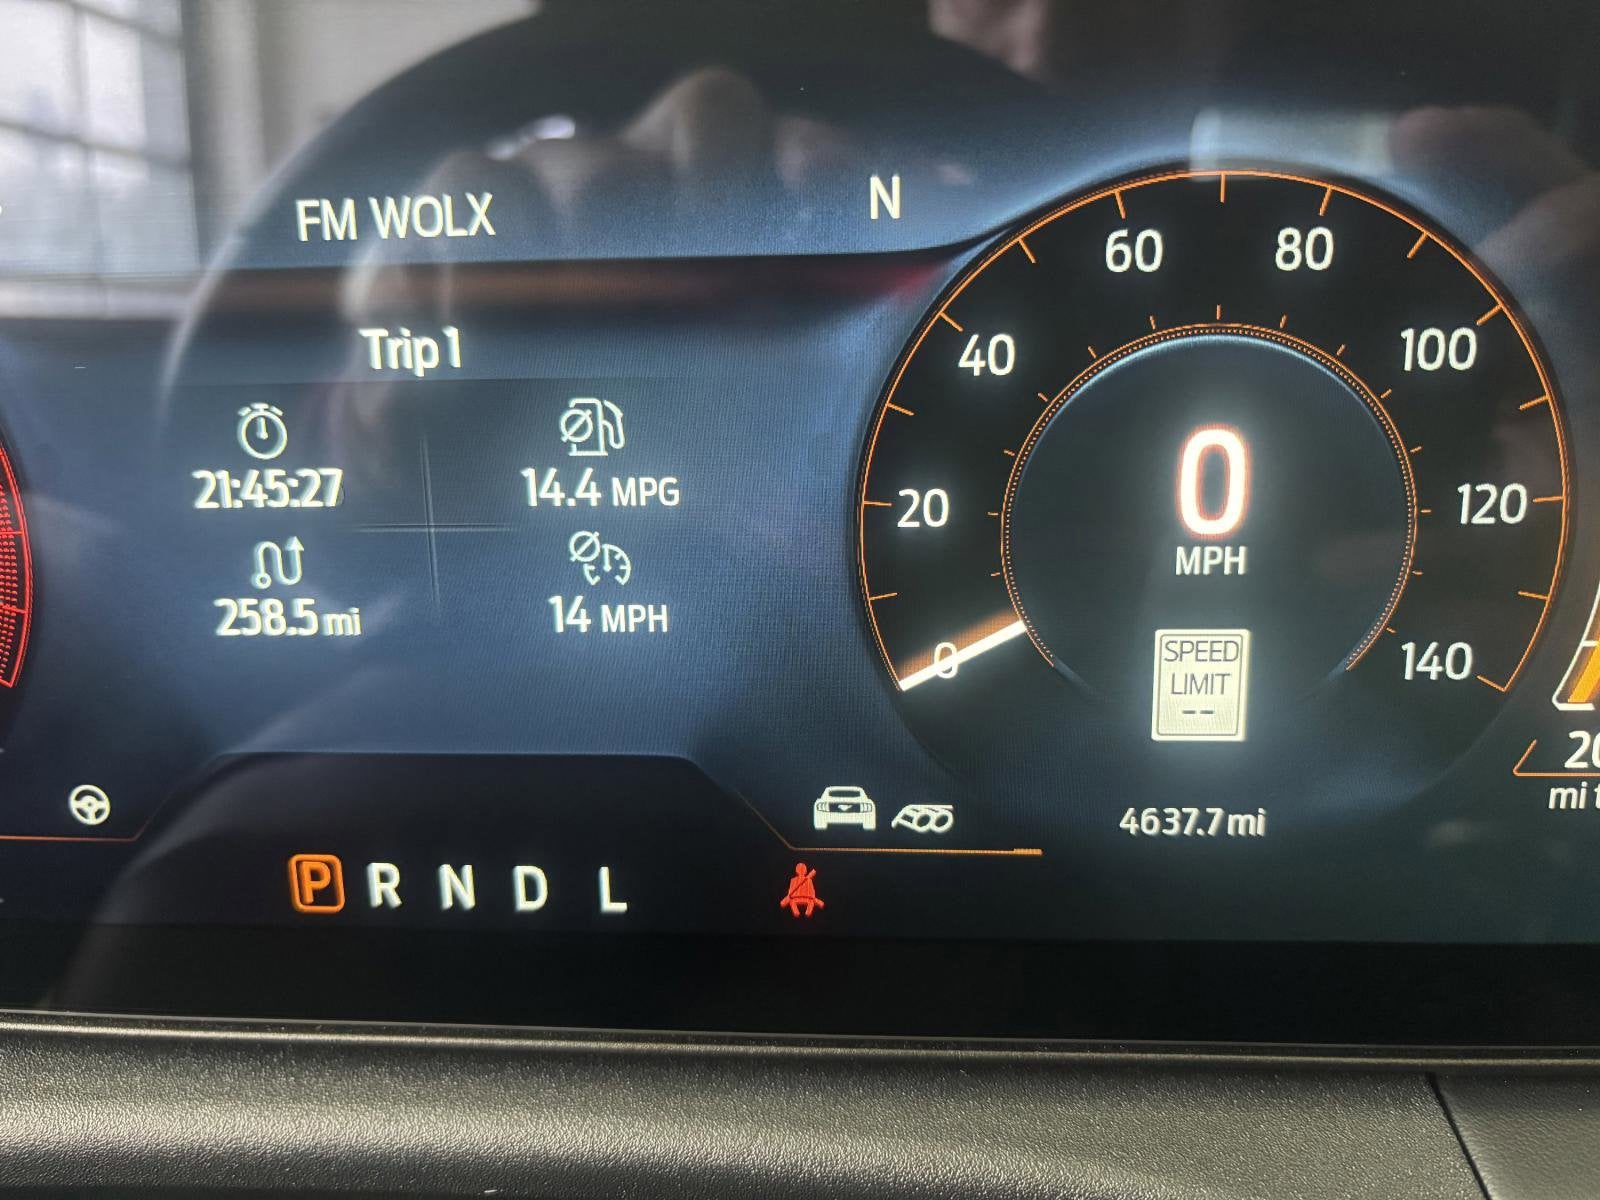 FM WOLX
N
Trip 1
21:45:27
14.4 MPG
258.5 mi
14 MPH
0
20
40
60
80
100
120
140
0
MPH
SPEED
LIMIT
--
4637.7 mi
mi
P R N D L